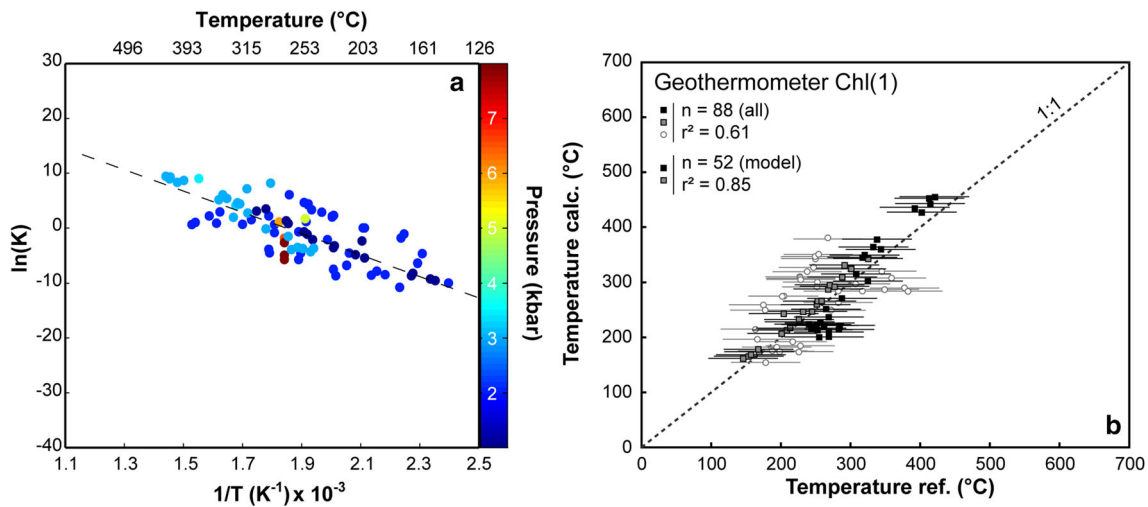 Temperature (°C)
496 393 315 253 203 161 126
30
20
10
0
-10
-20
-30
-40
ln(K)
a
1.1 1.3 1.5 1.7 1.9 2.1 2.3 2.5
1/T (K-1) x 10-3
7
6
5
4
3
2
Pressure (kbar)
700
600
500
400
300
200
100
0
Temperature calc. (°C)
Geothermometer Chl(1)
n = 88 (all)
r² = 0.61
n = 52 (model)
r² = 0.85
1:1
b
0 100 200 300 400 500 600 700
Temperature ref. (°C)